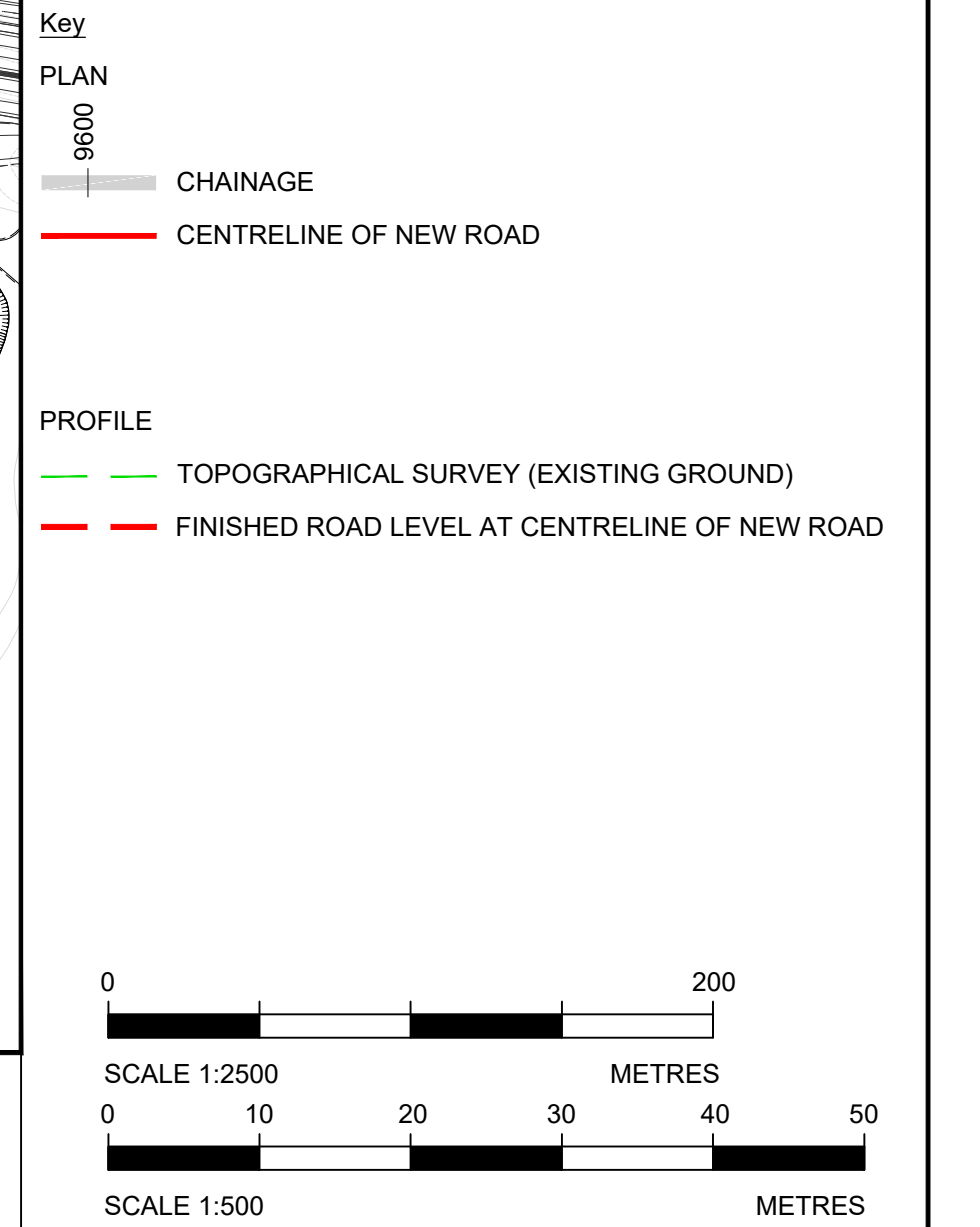 Key
PLAN
9600
CHAINAGE
CENTRELINE OF NEW ROAD
PROFILE
TOPOGRAPHICAL SURVEY (EXISTING GROUND)
FINISHED ROAD LEVEL AT CENTRELINE OF NEW ROAD
0 200
SCALE 1:2500 METRES
0 10 20 30 40 50
SCALE 1:500 METRES